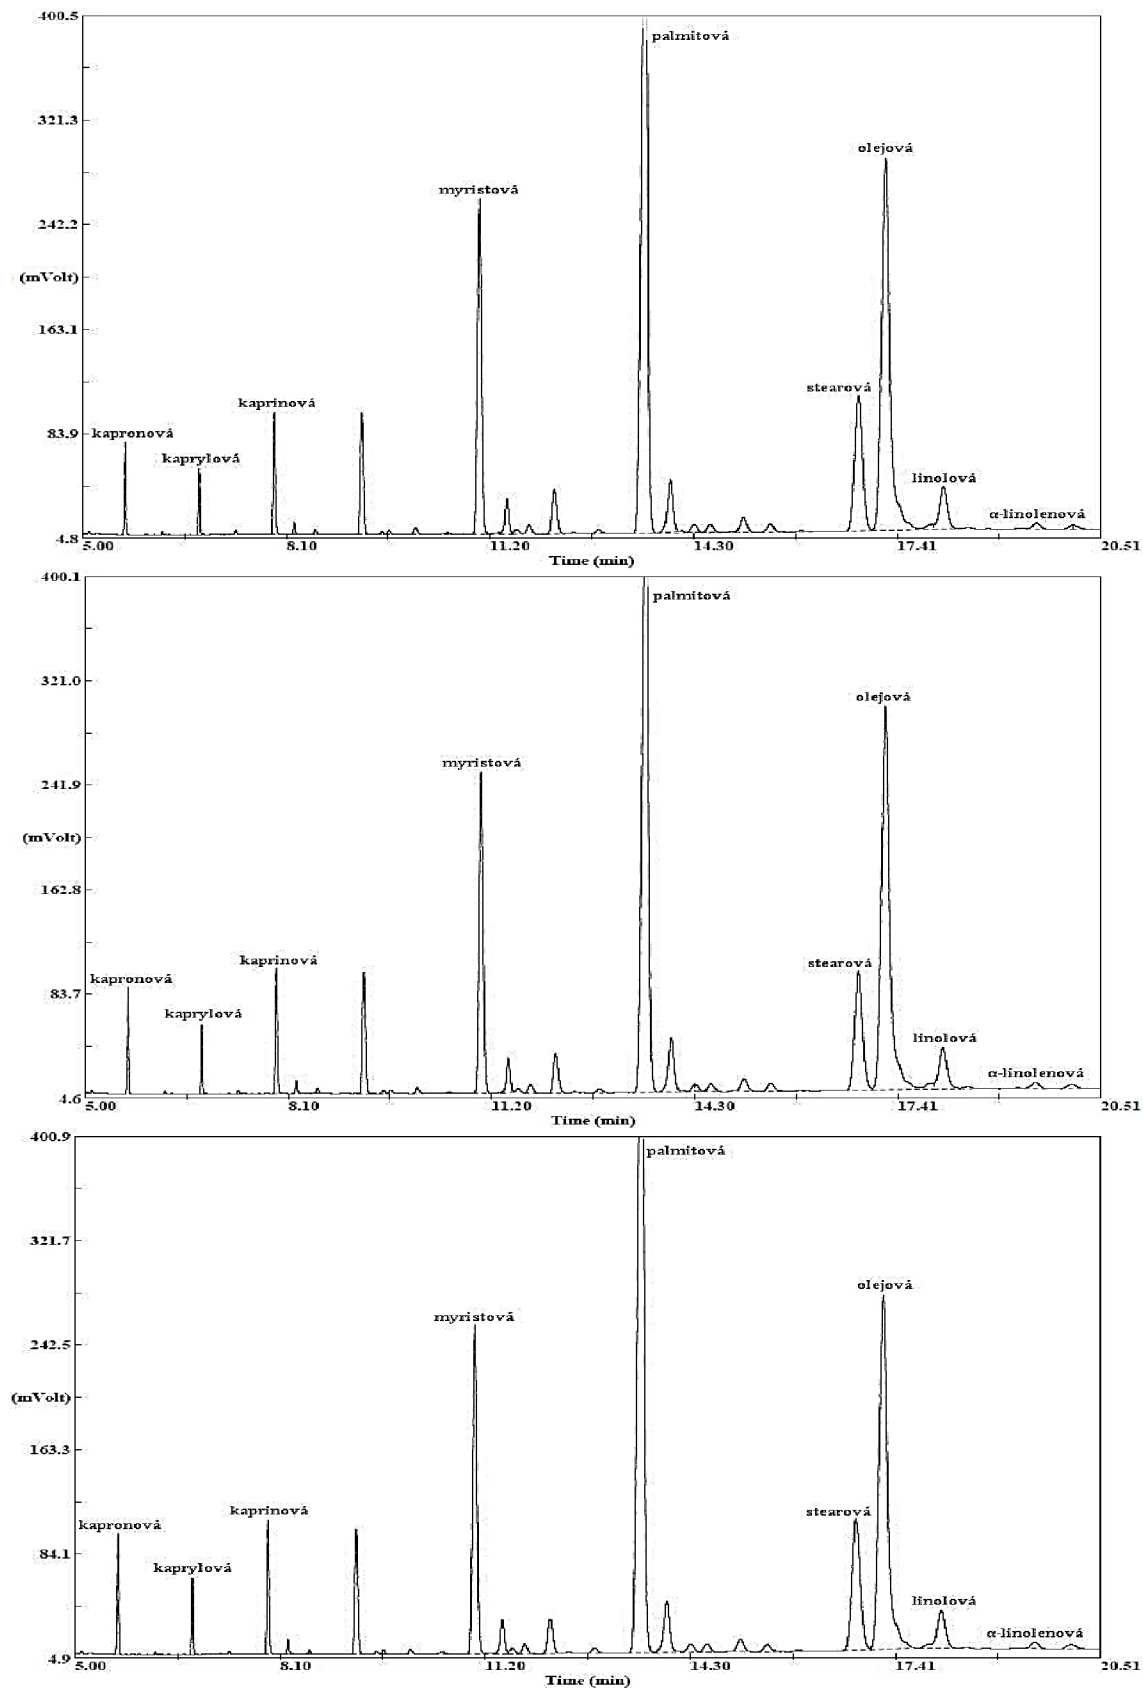 400.5
palmitová
321.3
olejová
myristová
242.2
(mVolt)
163.1
stearová
kaprinová
83.9
kapronová
kaprylová
linolová
α-linolenová
4.8
5.00 8.10 11.20 14.30 17.41 20.51
Time (min)
400.1
palmitová
321.0
olejová
myristová
241.9
(mVolt)
162.8
kaprinová
stearová
kapronová
83.7
kaprylová
linolová
α-linolenová
4.6
5.00 8.10 11.20 14.30 17.41 20.51
Time (min)
400.9
palmitová
321.7
olejová
myristová
242.5
(mVolt)
163.3
kaprinová
stearová
kapronová
84.1
kaprylová
linolová
α-linolenová
4.9
5.00 8.10 11.20 14.30 17.41 20.51
Time (min)